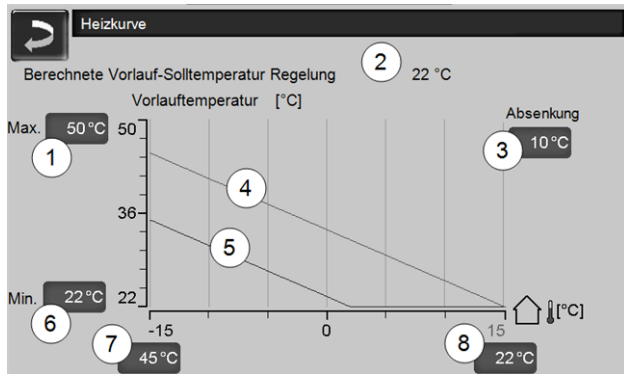 Heizkurve
Berechnete Vorlauf-Solltemperatur Regelung 2 22 °C
Vorlauftemperatur [°C]
Absenkung
Max. 50 °C 50
10 °C
1
3
4
36
5
Min. 22 °C 22
[°C]
6
-15 0 15
7
8
45 °C
22 °C